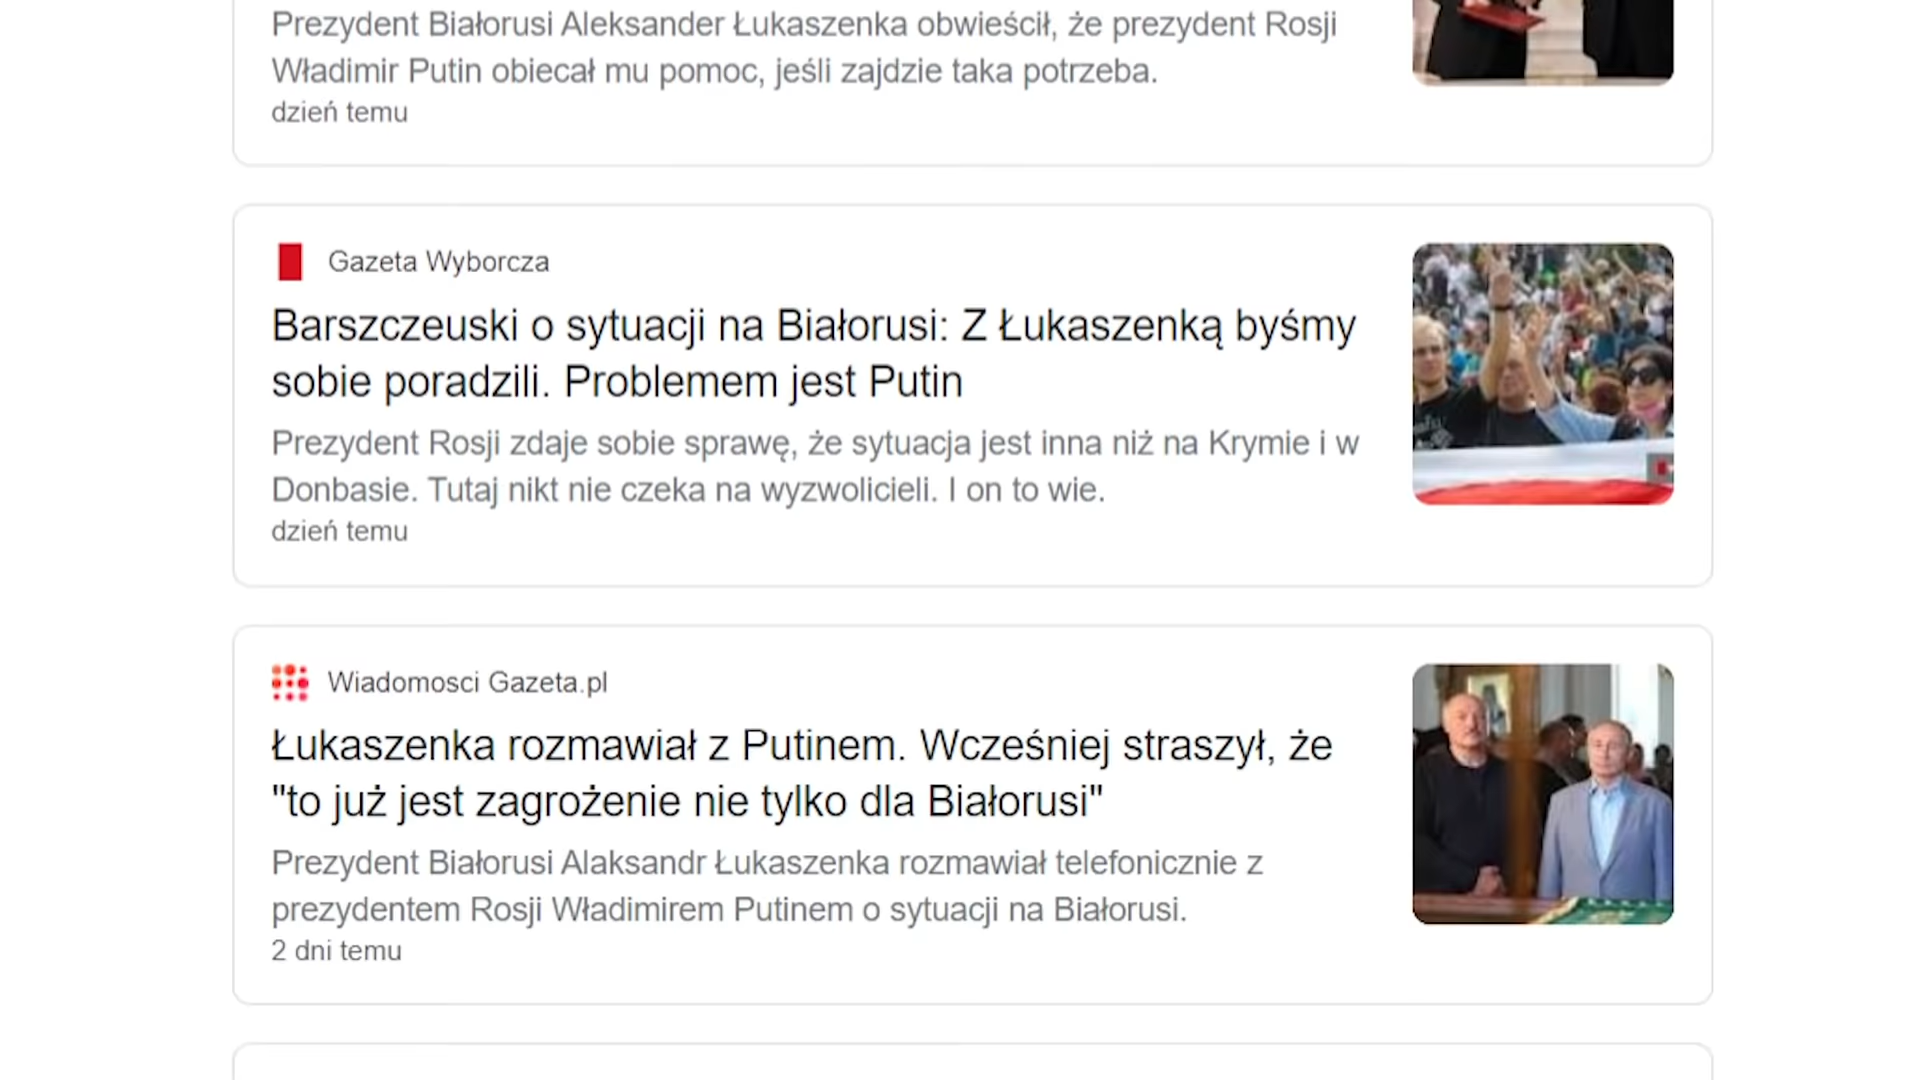 Prezydent Białorusi Aleksander Łukaszenka obwieścił, że prezydent Rosji
Władimir Putin obiecał mu pomoc, jeśli zajdzie taka potrzeba.
dzień temu
Gazeta Wyborcza
Barszczeuski o sytuacji na Białorusi: Z Łukaszenką byśmy
sobie poradzili. Problemem jest Putin
Prezydent Rosji zdaje sobie sprawę, że sytuacja jest inna niż na Krymie i w
Donbasie. Tutaj nikt nie czeka na wyzwolicieli. I on to wie.
dzień temu
Wiadomosci Gazeta.pl
Łukaszenka rozmawiał z Putinem. Wcześniej straszył, że
"to już jest zagrożenie nie tylko dla Białorusi"
Prezydent Białorusi Alaksandr Łukaszenka rozmawiał telefonicznie z
prezydentem Rosji Władimirem Putinem o sytuacji na Białorusi.
2 dni temu